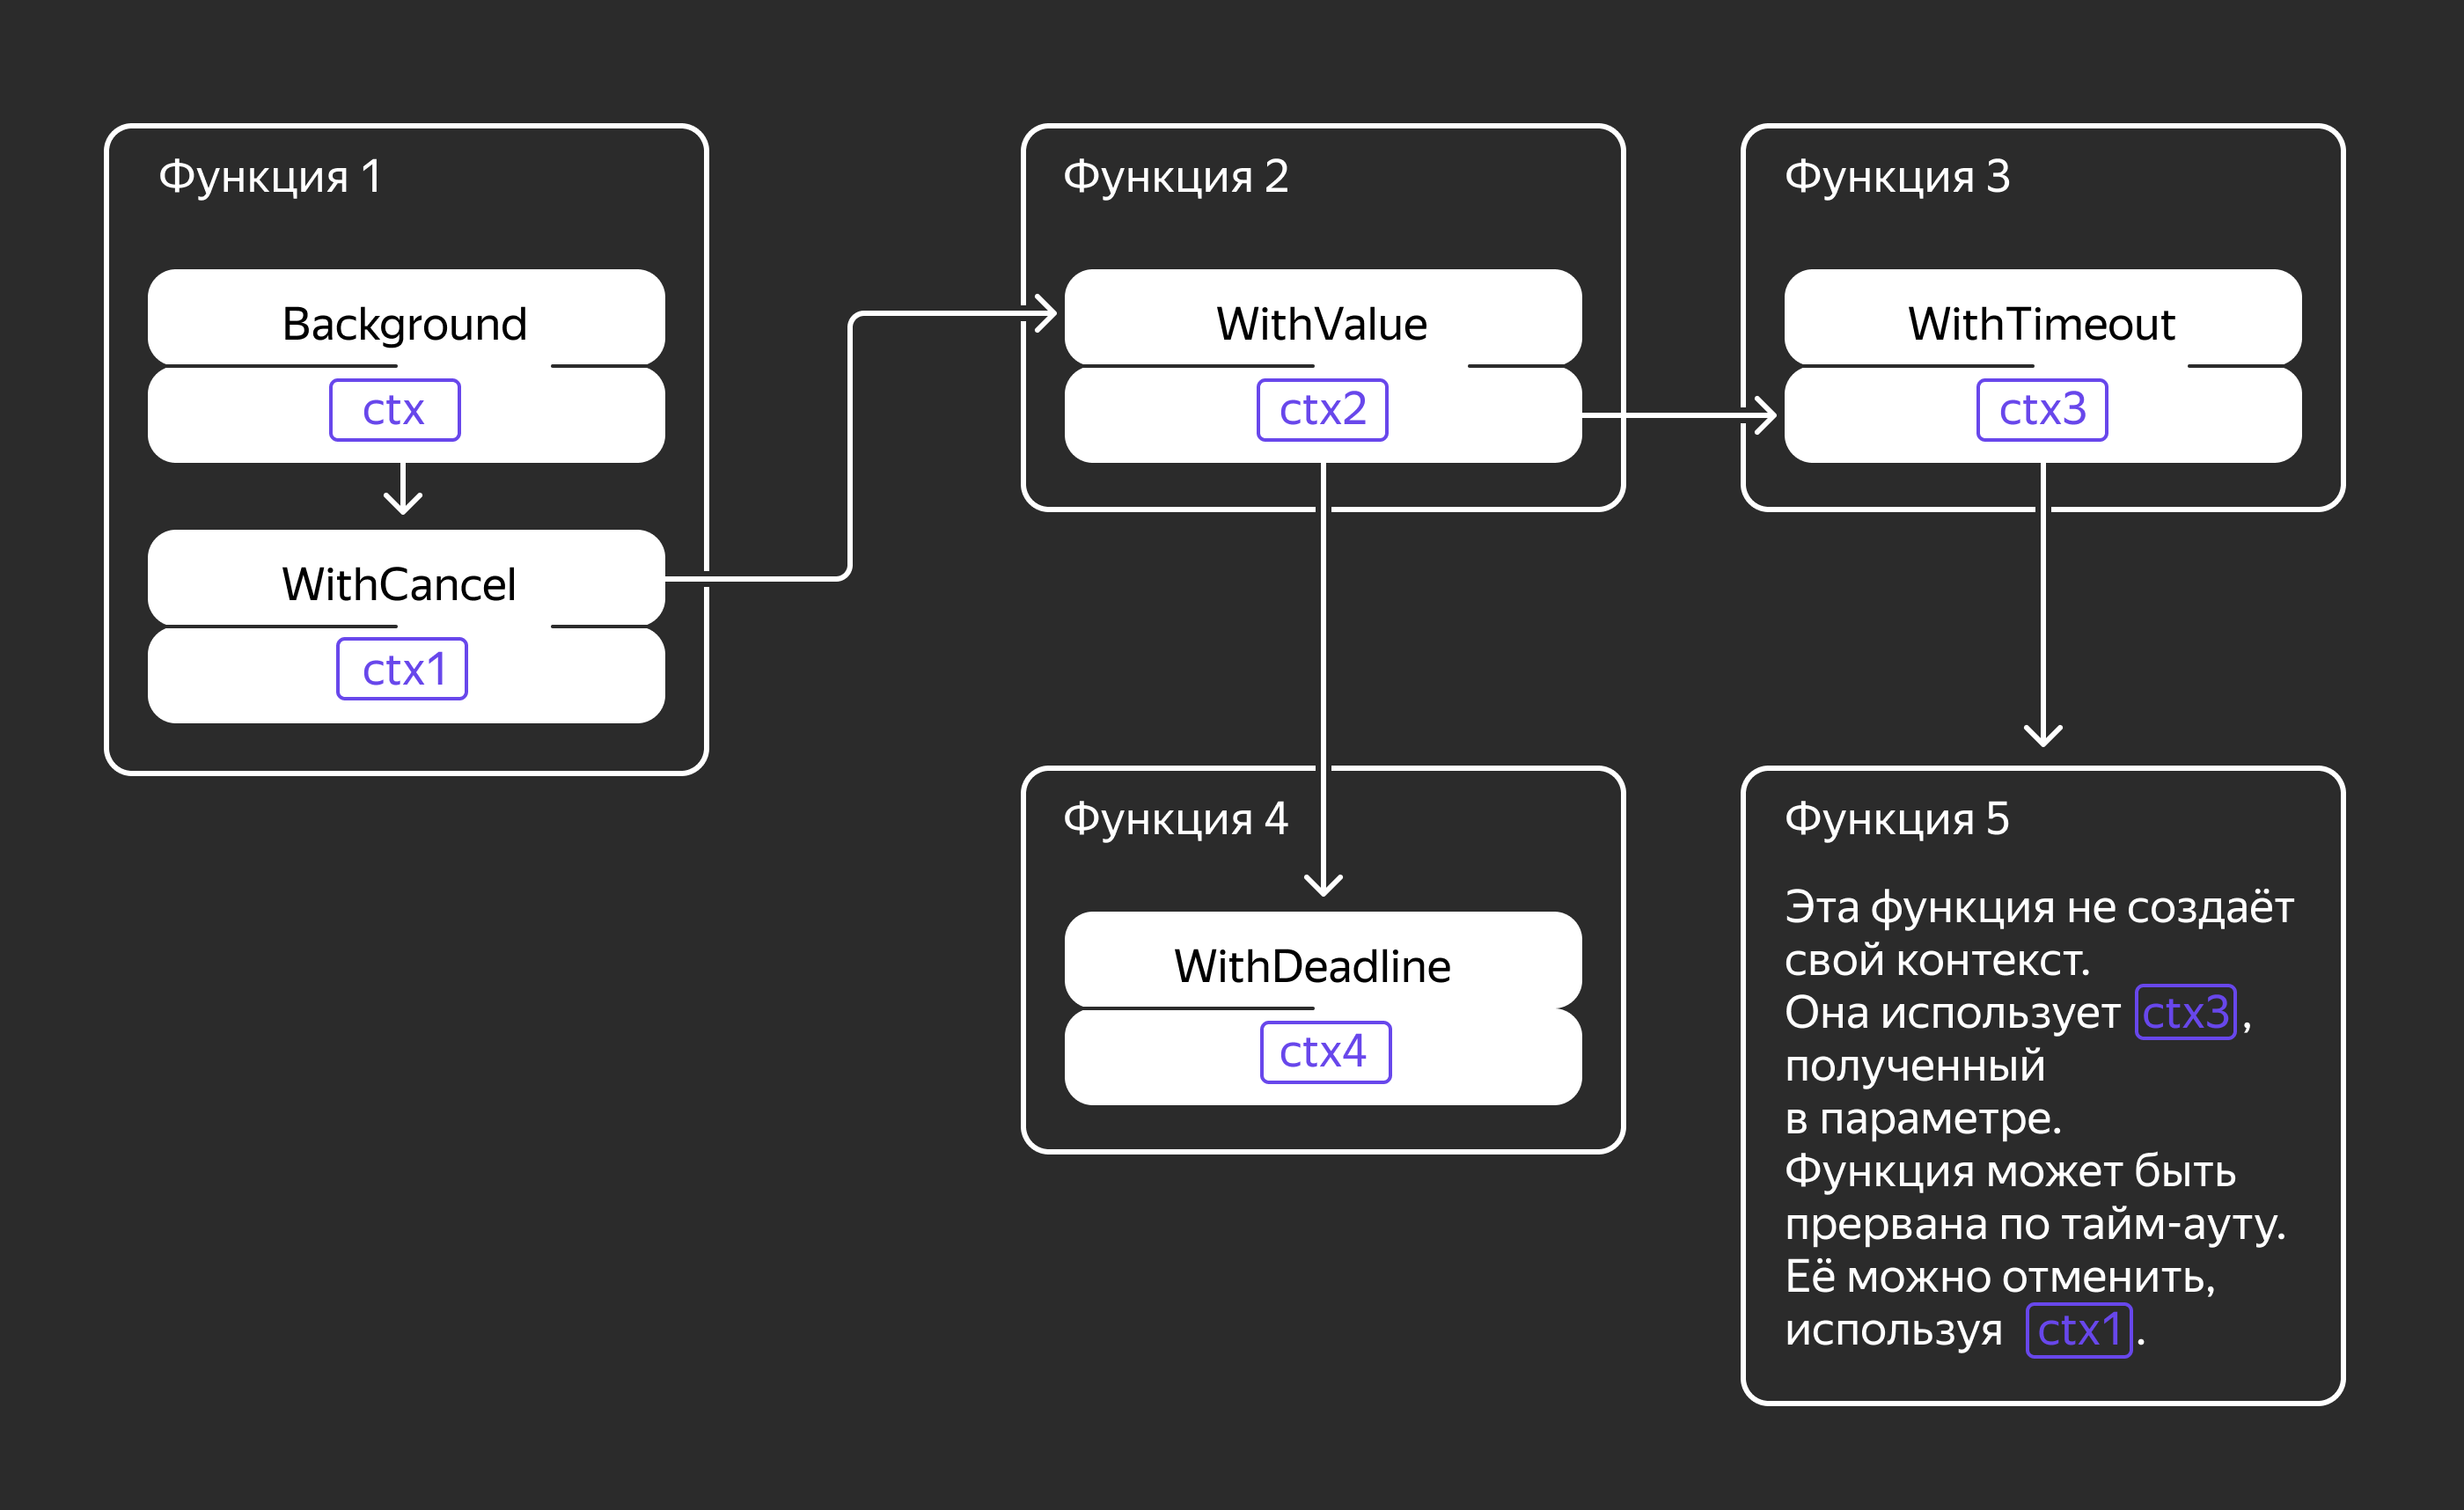 Функция 1
Background
ctx
WithCancel
ctx1
Функция 2
WithValue
ctx2
Функция 3
WithTimeout
ctx3
Функция 4
WithDeadline
ctx4
Функция 5
Эта функция не создаёт
свой контекст.
Она использует ctx3,
полученный
в параметре.
Функция может быть
прервана по тайм-ауту.
Её можно отменить,
используя ctx1.